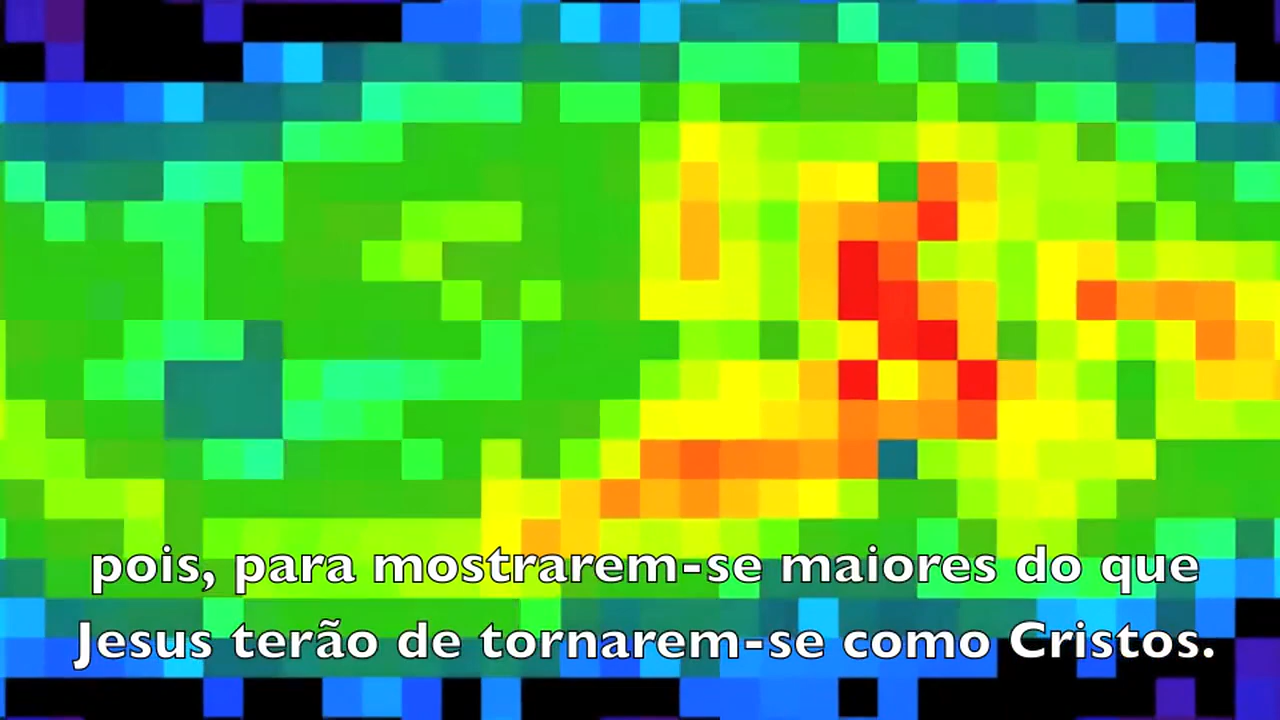 pois, para mostrarem-se maiores do que
Jesus terão de tornarem-se como Cristos.